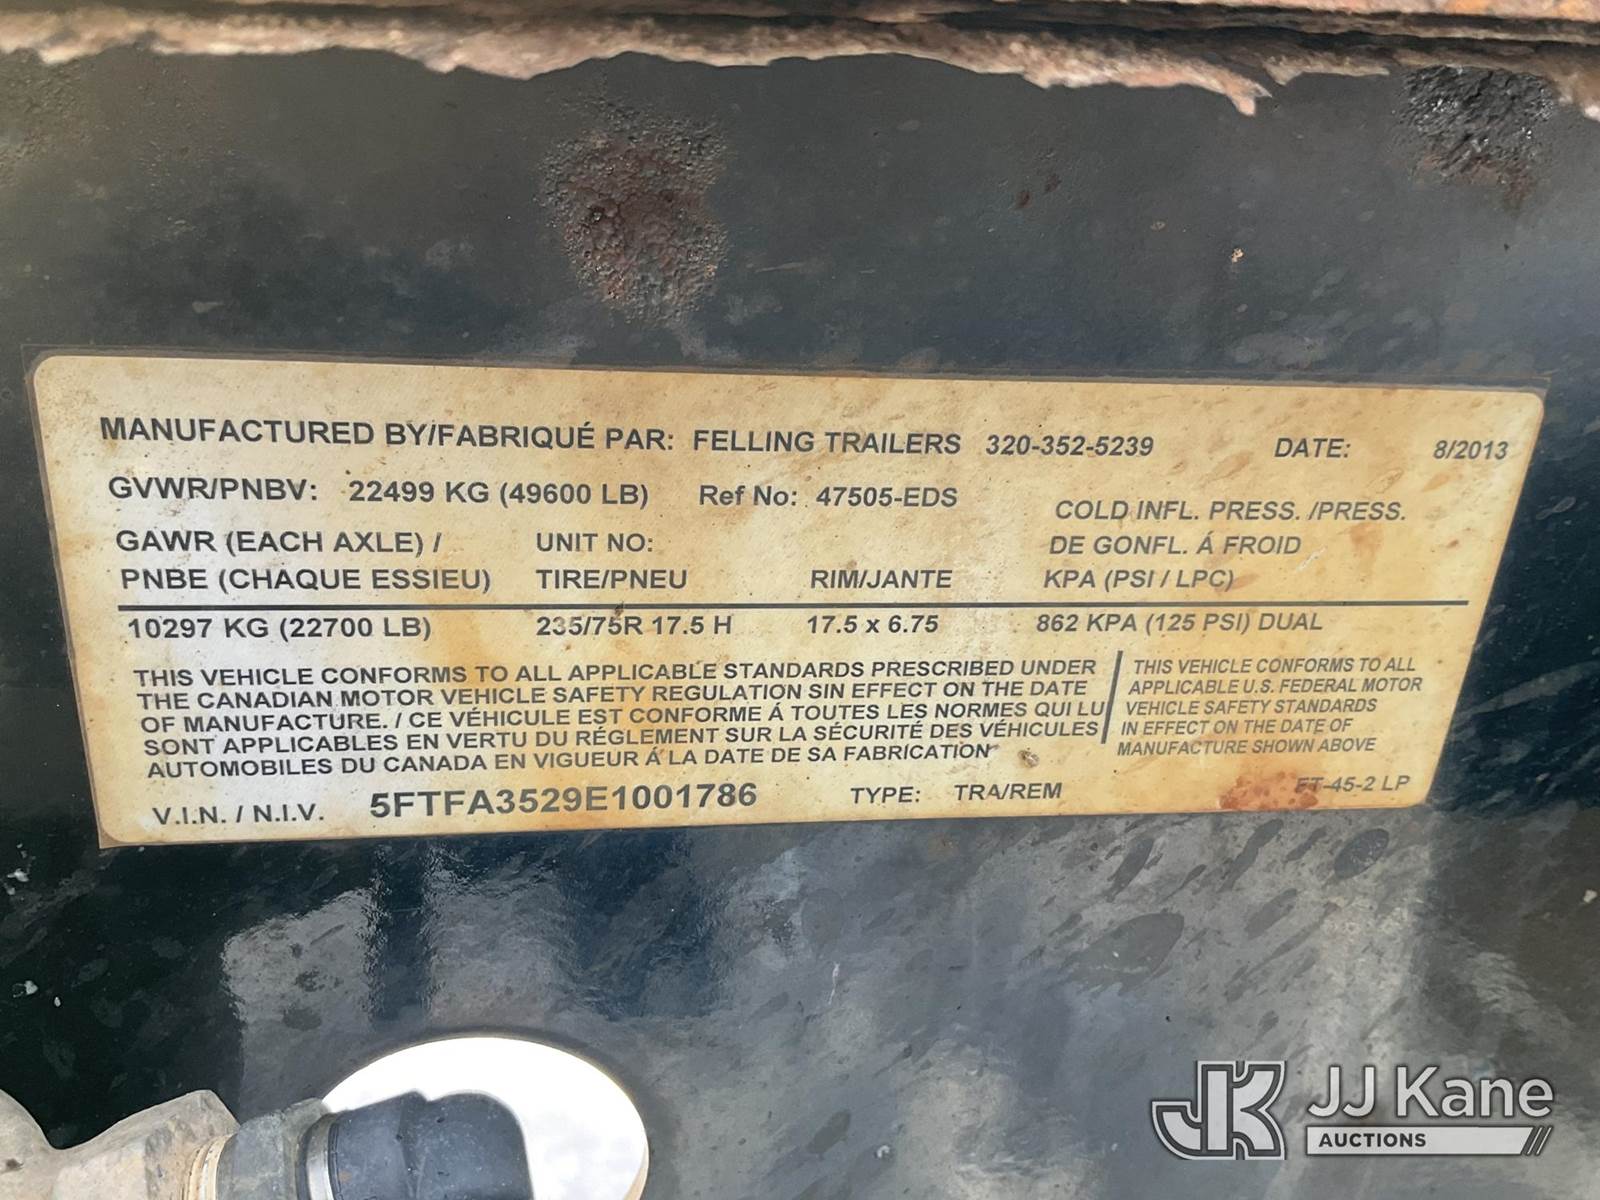 MANUFACTURED BY/FABRIQUÉ PAR: FELLING TRAILERS 320-352-5239 DATE: 8/2013
GVWR/PNBV: 22499 KG (49600 LB) Ref No: 47505-EDS
COLD INFL. PRESS. /PRESS.
GAWR (EACH AXLE) / UNIT NO: DE GONFL. Á FROID
PNBE (CHAQUE ESSIEU) TIRE/PNEU RIM/JANTE KPA (PSI / LPC)
10297 KG (22700 LB) 235/75R 17.5 H 17.5 x 6.75 862 KPA (125 PSI) DUAL
THIS VEHICLE CONFORMS TO ALL APPLICABLE STANDARDS PRESCRIBED UNDER
THE CANADIAN MOTOR VEHICLE SAFETY REGULATION SIN EFFECT ON THE DATE
OF MANUFACTURE. / CE VÉHICULE EST CONFORME Á TOUTES LES NORMES QUI LU
SONT APPLICABLES EN VERTU DU RÉGLEMENT SUR LA SÉCURITÉ DES VÉHICULES
AUTOMOBILES DU CANADA EN VIGUEUR Á LA DATE DE SA FABRICATION
THIS VEHICLE CONFORMS TO ALL
APPLICABLE U.S. FEDERAL MOTOR
VEHICLE SAFETY STANDARDS
IN EFFECT ON THE DATE OF
MANUFACTURE SHOWN ABOVE
V.I.N. / N.I.V. 5FTFA3529E1001786 TYPE: TRA/REM FT-45-2 LP
JK JJ Kane
AUCTIONS